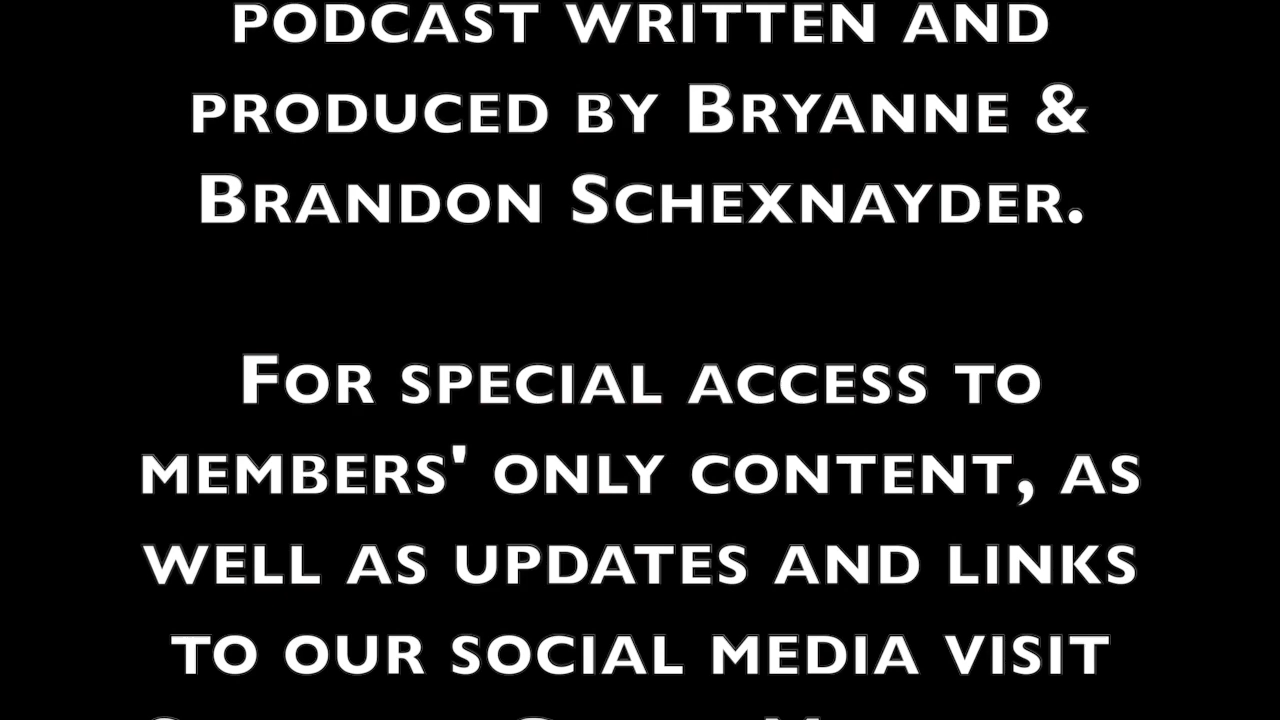 PODCAST WRITTEN AND
PRODUCED BY BRYANNE &
BRANDON SCHEXNAYDER.
FOR SPECIAL ACCESS TO
MEMBERS' ONLY CONTENT, AS
WELL AS UPDATES AND LINKS
TO OUR SOCIAL MEDIA VISIT